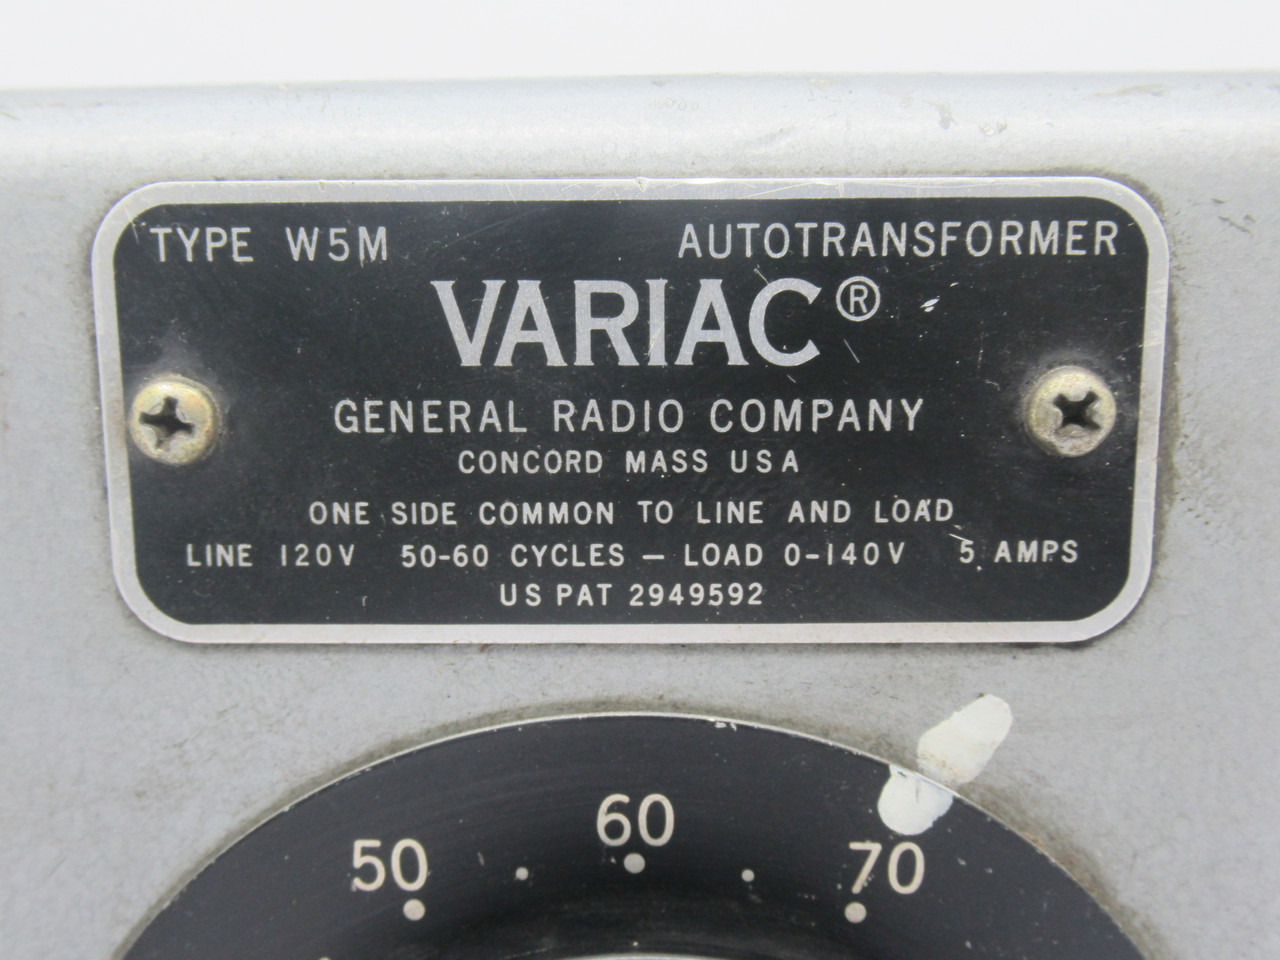 TYPE W5M AUTOTRANSFORMER
VARIAC®
GENERAL RADIO COMPANY
CONCORD MASS USA
ONE SIDE COMMON TO LINE AND LOAD
LINE 120V 50-60 CYCLES – LOAD 0-140V 5 AMPS
US PAT 2949592
50 60 70